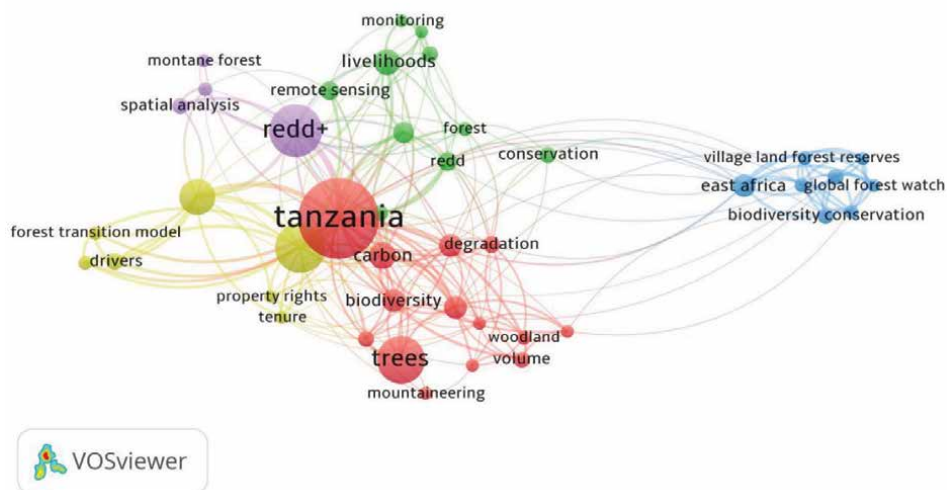 monitoring
montane forest
livelihoods
spatial analysis
remote sensing
redd+
forest
redd
conservation
village land forest reserves
east africa
global forest watch
tanzania
biodiversity conservation
forest transition model
degradation
carbon
drivers
property rights
biodiversity
tenure
woodland
trees
volume
mountaineering
VOSviewer